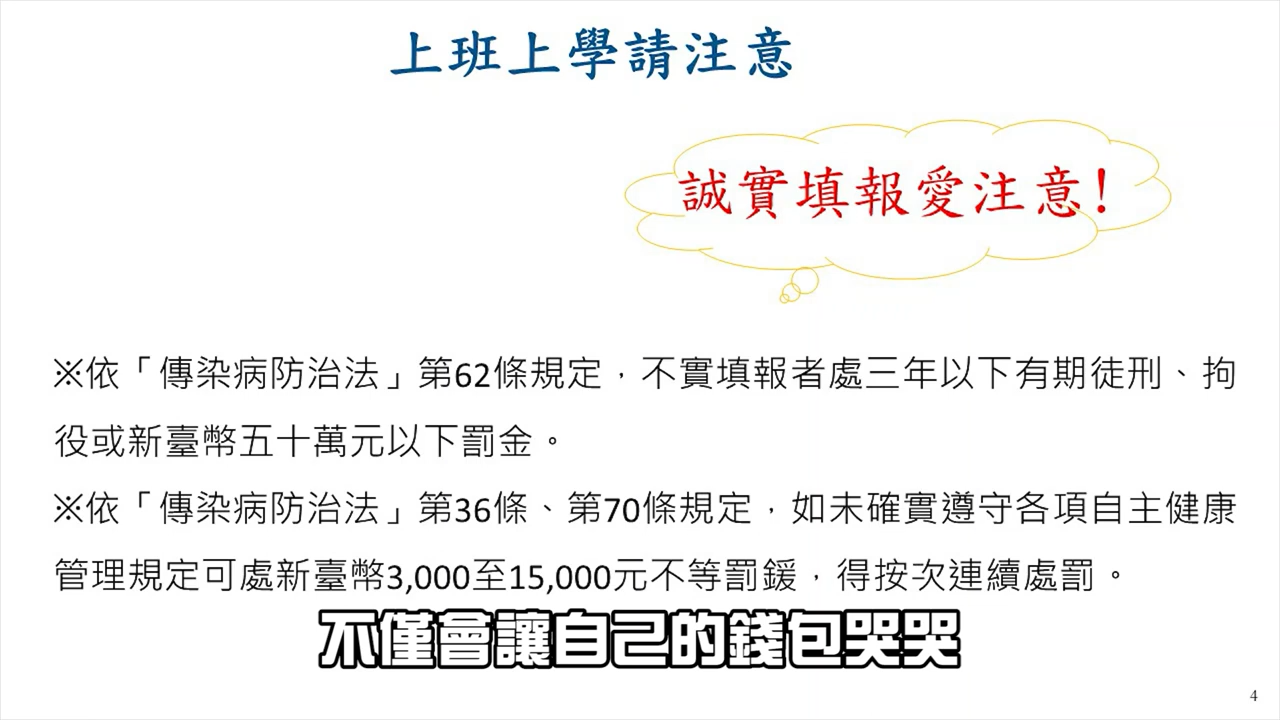 上班上學請注意
誠實填報愛注意!
※依「傳染病防治法」第62條規定，不實填報者處三年以下有期徒刑、拘
役或新臺幣五十萬元以下罰金。
※依「傳染病防治法」第36條、第70條規定，如未確實遵守各項自主健康
管理規定可處新臺幣3,000至15,000元不等罰鍰，得按次連續處罰。
不僅會讓自己的錢包哭哭
4